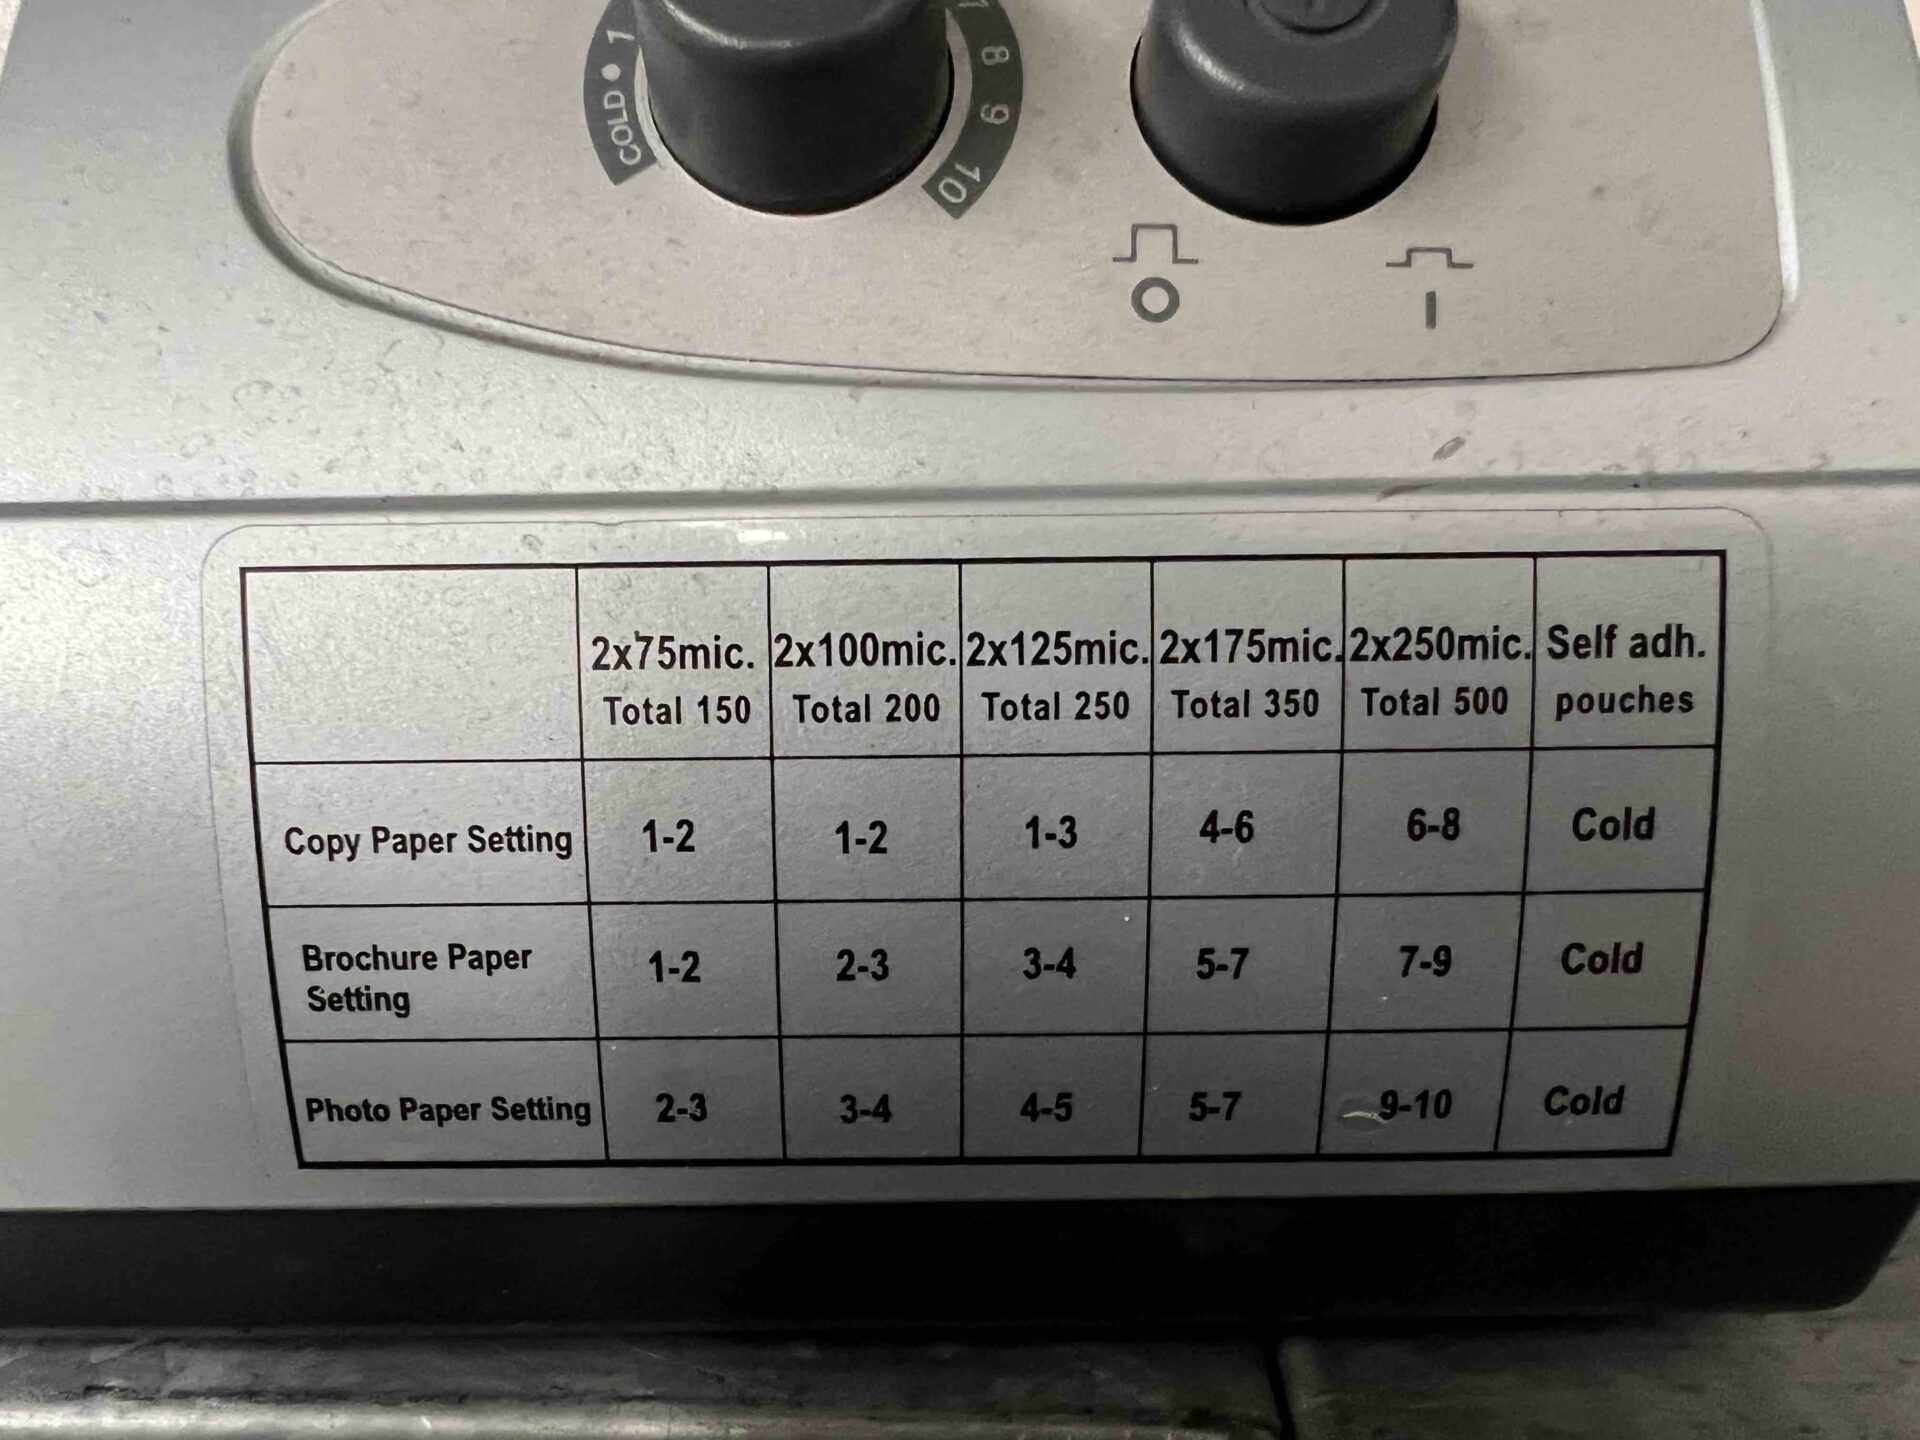 COLD • 1
8
9
10
2x75mic. 2x100mic. 2x125mic. 2x175mic. 2x250mic. Self adh.
Total 150 Total 200 Total 250 Total 350 Total 500 pouches
Copy Paper Setting 1-2 1-2 1-3 4-6 6-8 Cold
Brochure Paper
Setting 1-2 2-3 3-4 5-7 7-9 Cold
Photo Paper Setting 2-3 3-4 4-5 5-7 9-10 Cold